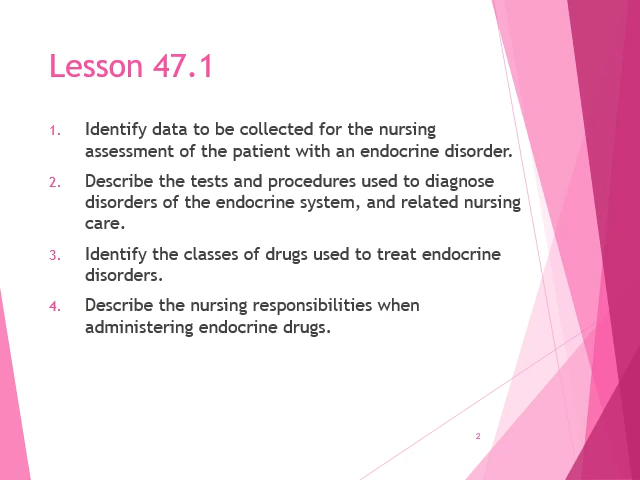 Lesson 47.1
1. Identify data to be collected for the nursing
assessment of the patient with an endocrine disorder.
2. Describe the tests and procedures used to diagnose
disorders of the endocrine system, and related nursing
care.
3. Identify the classes of drugs used to treat endocrine
disorders.
4. Describe the nursing responsibilities when
administering endocrine drugs.
2